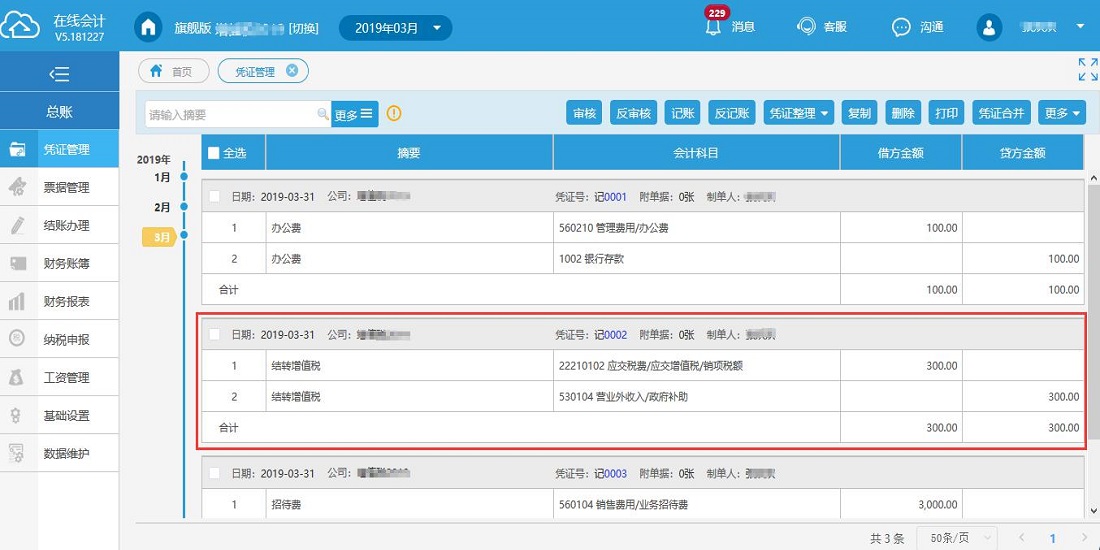 在线会计
V5.181227
旗舰版 [切换]
2019年03月
229
消息
客服
沟通
总账
凭证管理
票据管理
结账办理
财务账簿
财务报表
纳税申报
工资管理
基础设置
数据维护
首页
凭证管理
请输入摘要
更多
审核
反审核
记账
反记账
凭证整理
复制
删除
打印
凭证合并
更多
2019年
1月
2月
3月
全选 摘要 会计科目 借方金额 贷方金额
日期：2019-03-31 公司： 凭证号：记0001 附单据：0张 制单人：
1 办公费 560210 管理费用/办公费 100.00
2 办公费 1002 银行存款 100.00
合计 100.00 100.00
日期：2019-03-31 公司： 凭证号：记0002 附单据：0张 制单人：
1 结转增值税 22210102 应交税费/应交增值税/销项税额 300.00
2 结转增值税 530104 营业外收入/政府补助 300.00
合计 300.00 300.00
日期：2019-03-31 公司： 凭证号：记0003 附单据：0张 制单人：
1 招待费 560104 销售费用/业务招待费 3,000.00
共 3 条
50条/页
1